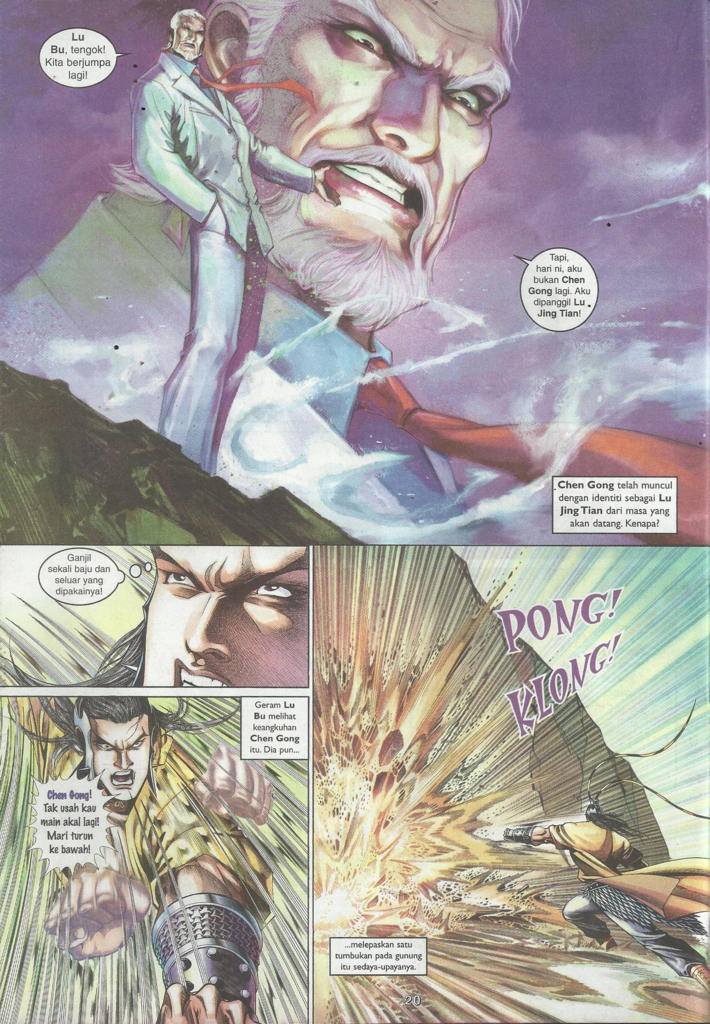 Lu
Bu, tengok!
Kita berjumpa
lagi!
Tapi,
hari ni, aku
bukan Chen
Gong lagi. Aku
dipanggil Lu
Jing Tian!
Chen Gong telah muncul
dengan identiti sebagai Lu
Jing Tian dari masa yang
akan datang. Kenapa?
Ganjil
sekali baju dan
seluar yang
dipakainya!
Geram Lu
Bu melihat
keangkuhan
Chen Gong
itu. Dia pun...
Chen Gong!
Tak usah kau
main akal lagi!
Mari turun
ke bawah!
PONG!
KLONG!
...melepaskan satu
tumbukan pada gunung
itu sedaya-upayanya.
20